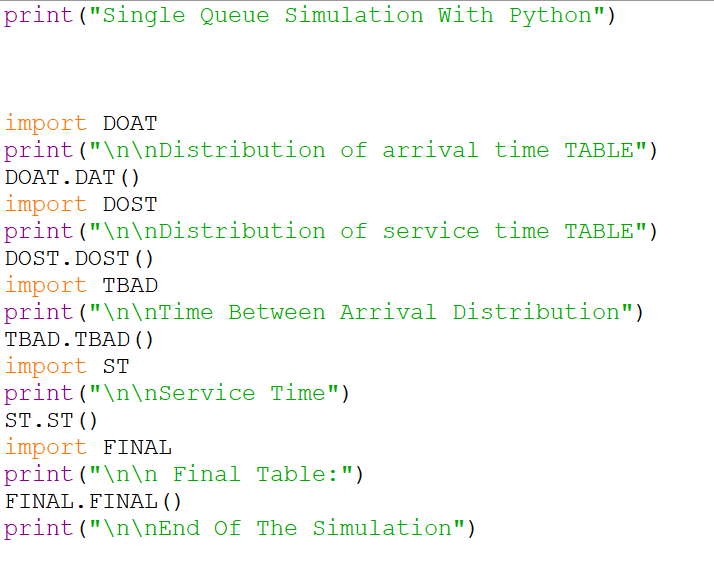 print("Single Queue Simulation With Python")
import DOAT
print("\n\nDistribution of arrival time TABLE")
DOAT.DAT()
import DOST
print("\n\nDistribution of service time TABLE")
DOST.DOST()
import TBAD
print("\n\nTime Between Arrival Distribution")
TBAD.TBAD()
import ST
print("\n\nService Time")
ST.ST()
import FINAL
print("\n\n Final Table:")
FINAL.FINAL()
print("\n\nEnd Of The Simulation")